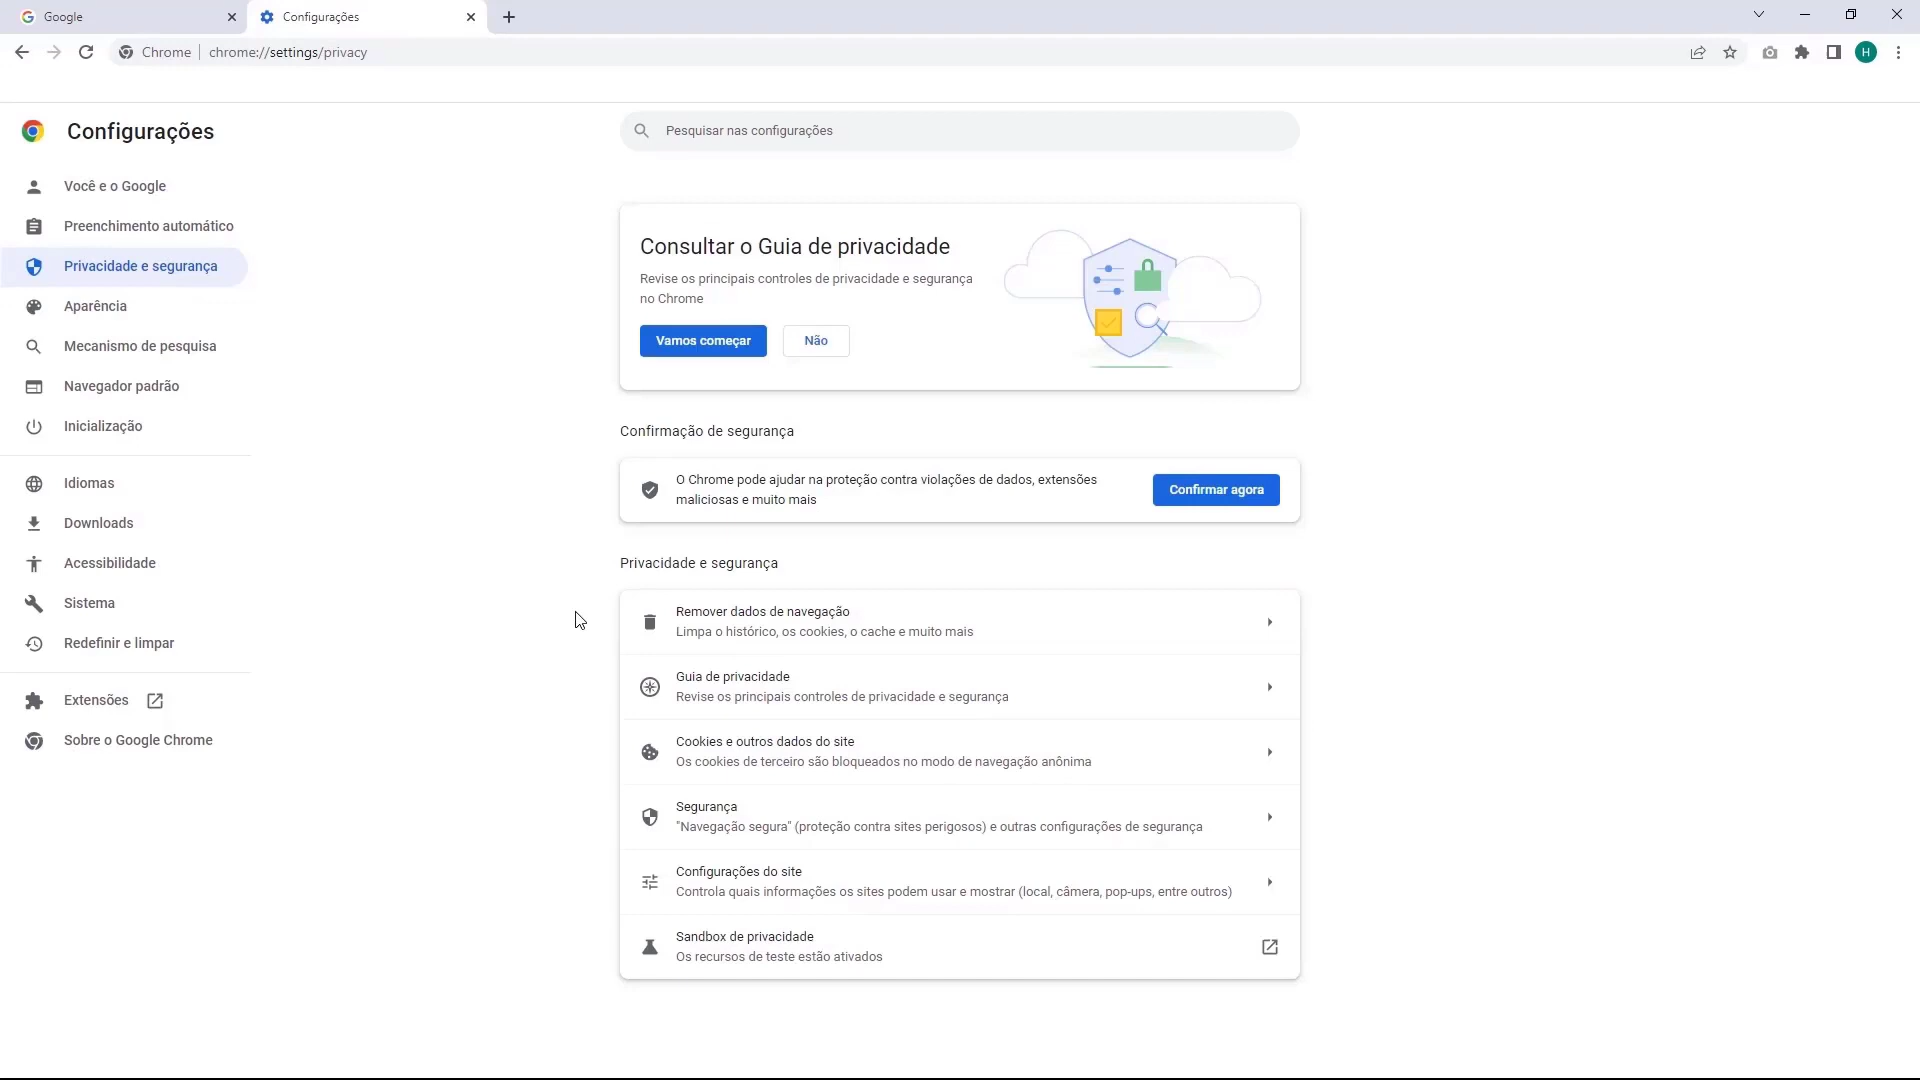 Google
Configurações
Chrome
chrome://settings/privacy
H
Configurações
Pesquisar nas configurações
Você e o Google
Preenchimento automático
Privacidade e segurança
Aparência
Mecanismo de pesquisa
Navegador padrão
Inicialização
Idiomas
Downloads
Acessibilidade
Sistema
Redefinir e limpar
Extensões
Sobre o Google Chrome
Consultar o Guia de privacidade
Revise os principais controles de privacidade e segurança
no Chrome
Vamos começar
Não
Confirmação de segurança
O Chrome pode ajudar na proteção contra violações de dados, extensões
maliciosas e muito mais
Confirmar agora
Privacidade e segurança
Remover dados de navegação
Limpa o histórico, os cookies, o cache e muito mais
Guia de privacidade
Revise os principais controles de privacidade e segurança
Cookies e outros dados do site
Os cookies de terceiro são bloqueados no modo de navegação anônima
Segurança
"Navegação segura" (proteção contra sites perigosos) e outras configurações de segurança
Configurações do site
Controla quais informações os sites podem usar e mostrar (local, câmera, pop-ups, entre outros)
Sandbox de privacidade
Os recursos de teste estão ativados